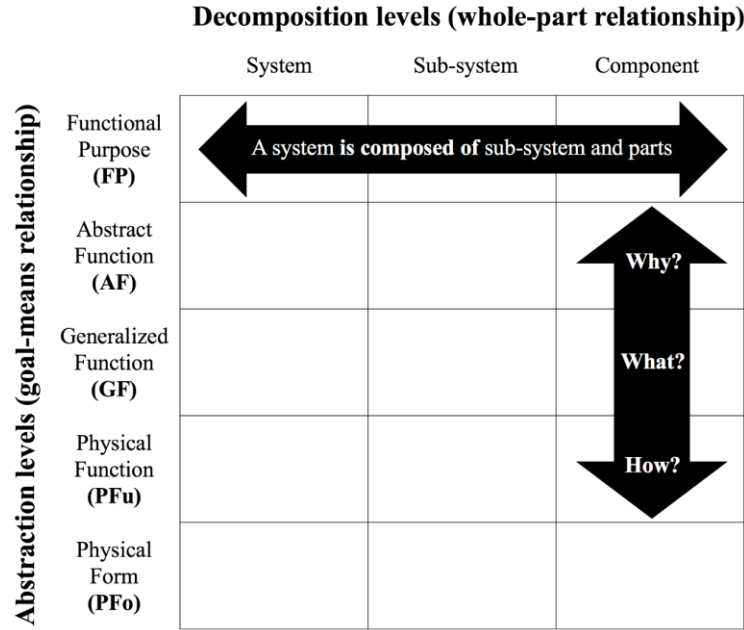 Decomposition levels (whole-part relationship)
System
Sub-system
Component
Abstraction levels (goal-means relationship)
Functional
Purpose
(FP)
A system is composed of sub-system and parts
Abstract
Function
(AF)
Why?
Generalized
Function
(GF)
What?
Physical
Function
(PFu)
How?
Physical
Form
(PFo)